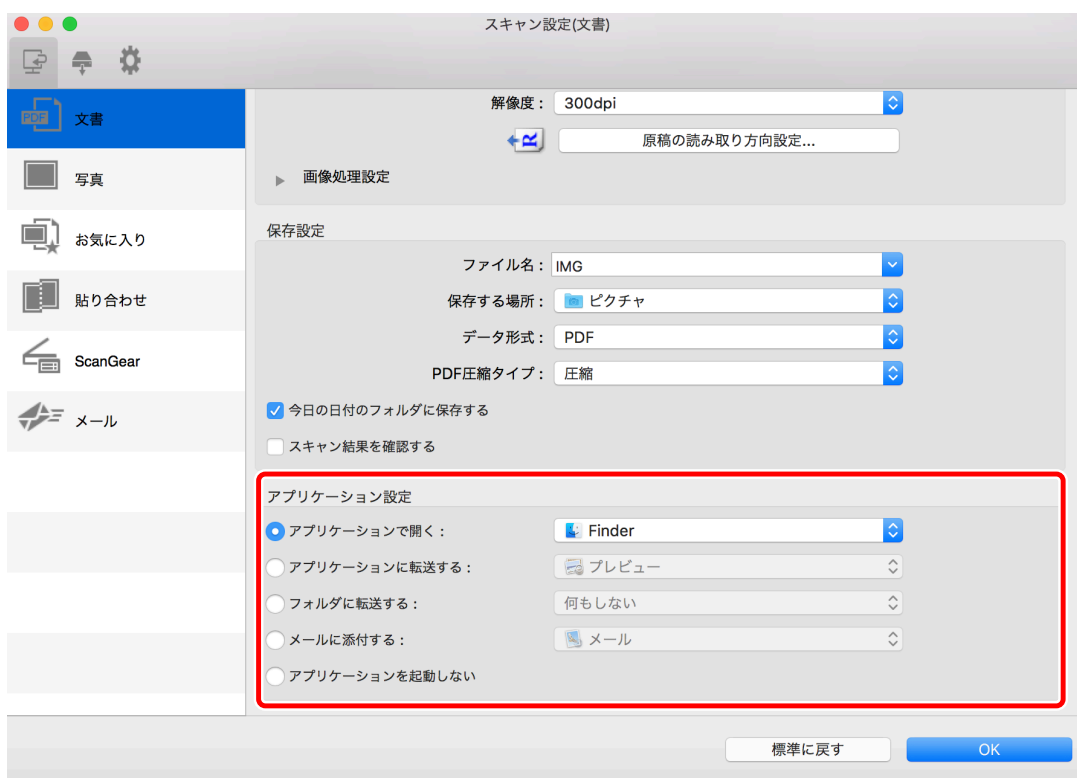 スキャン設定(文書)
PDF 文書
写真
お気に入り
貼り合わせ
ScanGear
メール
解像度： 300dpi
R 原稿の読み取り方向設定...
画像処理設定
保存設定
ファイル名： IMG
保存する場所： ピクチャ
データ形式： PDF
PDF圧縮タイプ： 圧縮
今日の日付のフォルダに保存する
スキャン結果を確認する
アプリケーション設定
アプリケーションで開く： Finder
アプリケーションに転送する： プレビュー
フォルダに転送する： 何もしない
メールに添付する： メール
アプリケーションを起動しない
標準に戻す
OK